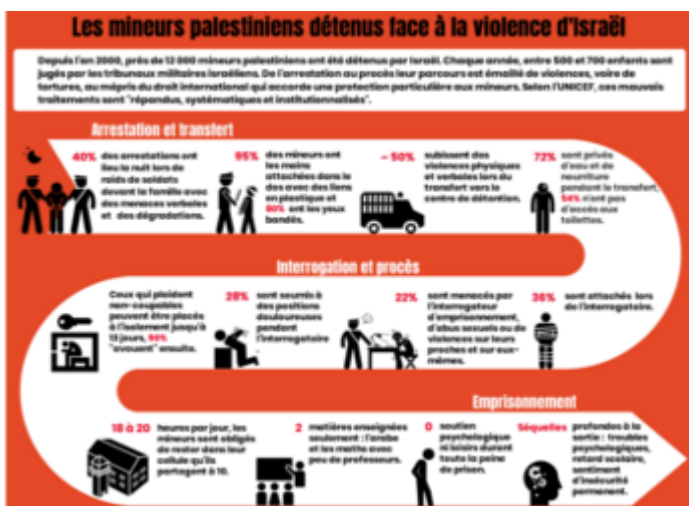 Les mineurs palestiniens détenus face à la violence d'Israël
Depuis l'an 2000, près de 12 000 mineurs palestiniens ont été détenus par Israël. Chaque année, entre 500 et 700 enfants sont
jugés par les tribunaux militaires israéliens. De l'arrestation au procès leur parcours est émaillé de violences, voire de
tortures, au mépris du droit international qui accorde une protection particulière aux mineurs. Selon l'UNICEF, ces mauvais
traitements sont "répandus, systématiques et institutionnalisés".
Arrestation et transfert
40% des arrestations ont
lieu la nuit lors de
raids de soldats
devant la famille avec
des menaces verbales
et des dégradations.
95% des mineurs ont
les mains
attachées dans le
dos avec des liens
en plastique et
80% ont les yeux
bandés.
~ 50% subissent des
violences physiques
et verbales lors du
transfert vers le
centre de détention.
72% sont privés
d'eau et de
nourriture
pendant le transfert,
54% n'ont pas
d'accès aux
toilettes.
Interrogation et procès
Ceux qui plaident
non-coupables
peuvent être placés
à l'isolement jusqu'à
13 jours, 90%
"avouent" ensuite.
28% sont soumis à
des positions
douloureuses
pendant
l'interrogatoire
22% sont menacés par
l'interrogateur
d'emprisonnement,
d'abus sexuels ou de
violences sur leurs
proches et sur eux-
mêmes.
36% sont attachés lors
de l'interrogatoire.
Emprisonnement
18 à 20 heures par jour, les
mineurs sont obligés
de rester dans leur
cellule qu'ils
partagent à 10.
2 matières enseignées
seulement : l'arabe
et les maths avec
peu de professeurs.
0 soutien
psychologique
ni loisirs durant
toute la peine
de prison.
Séquelles profondes à la
sortie : troubles
psychologiques,
retard scolaire,
sentiment
d'insécurité
permanent.